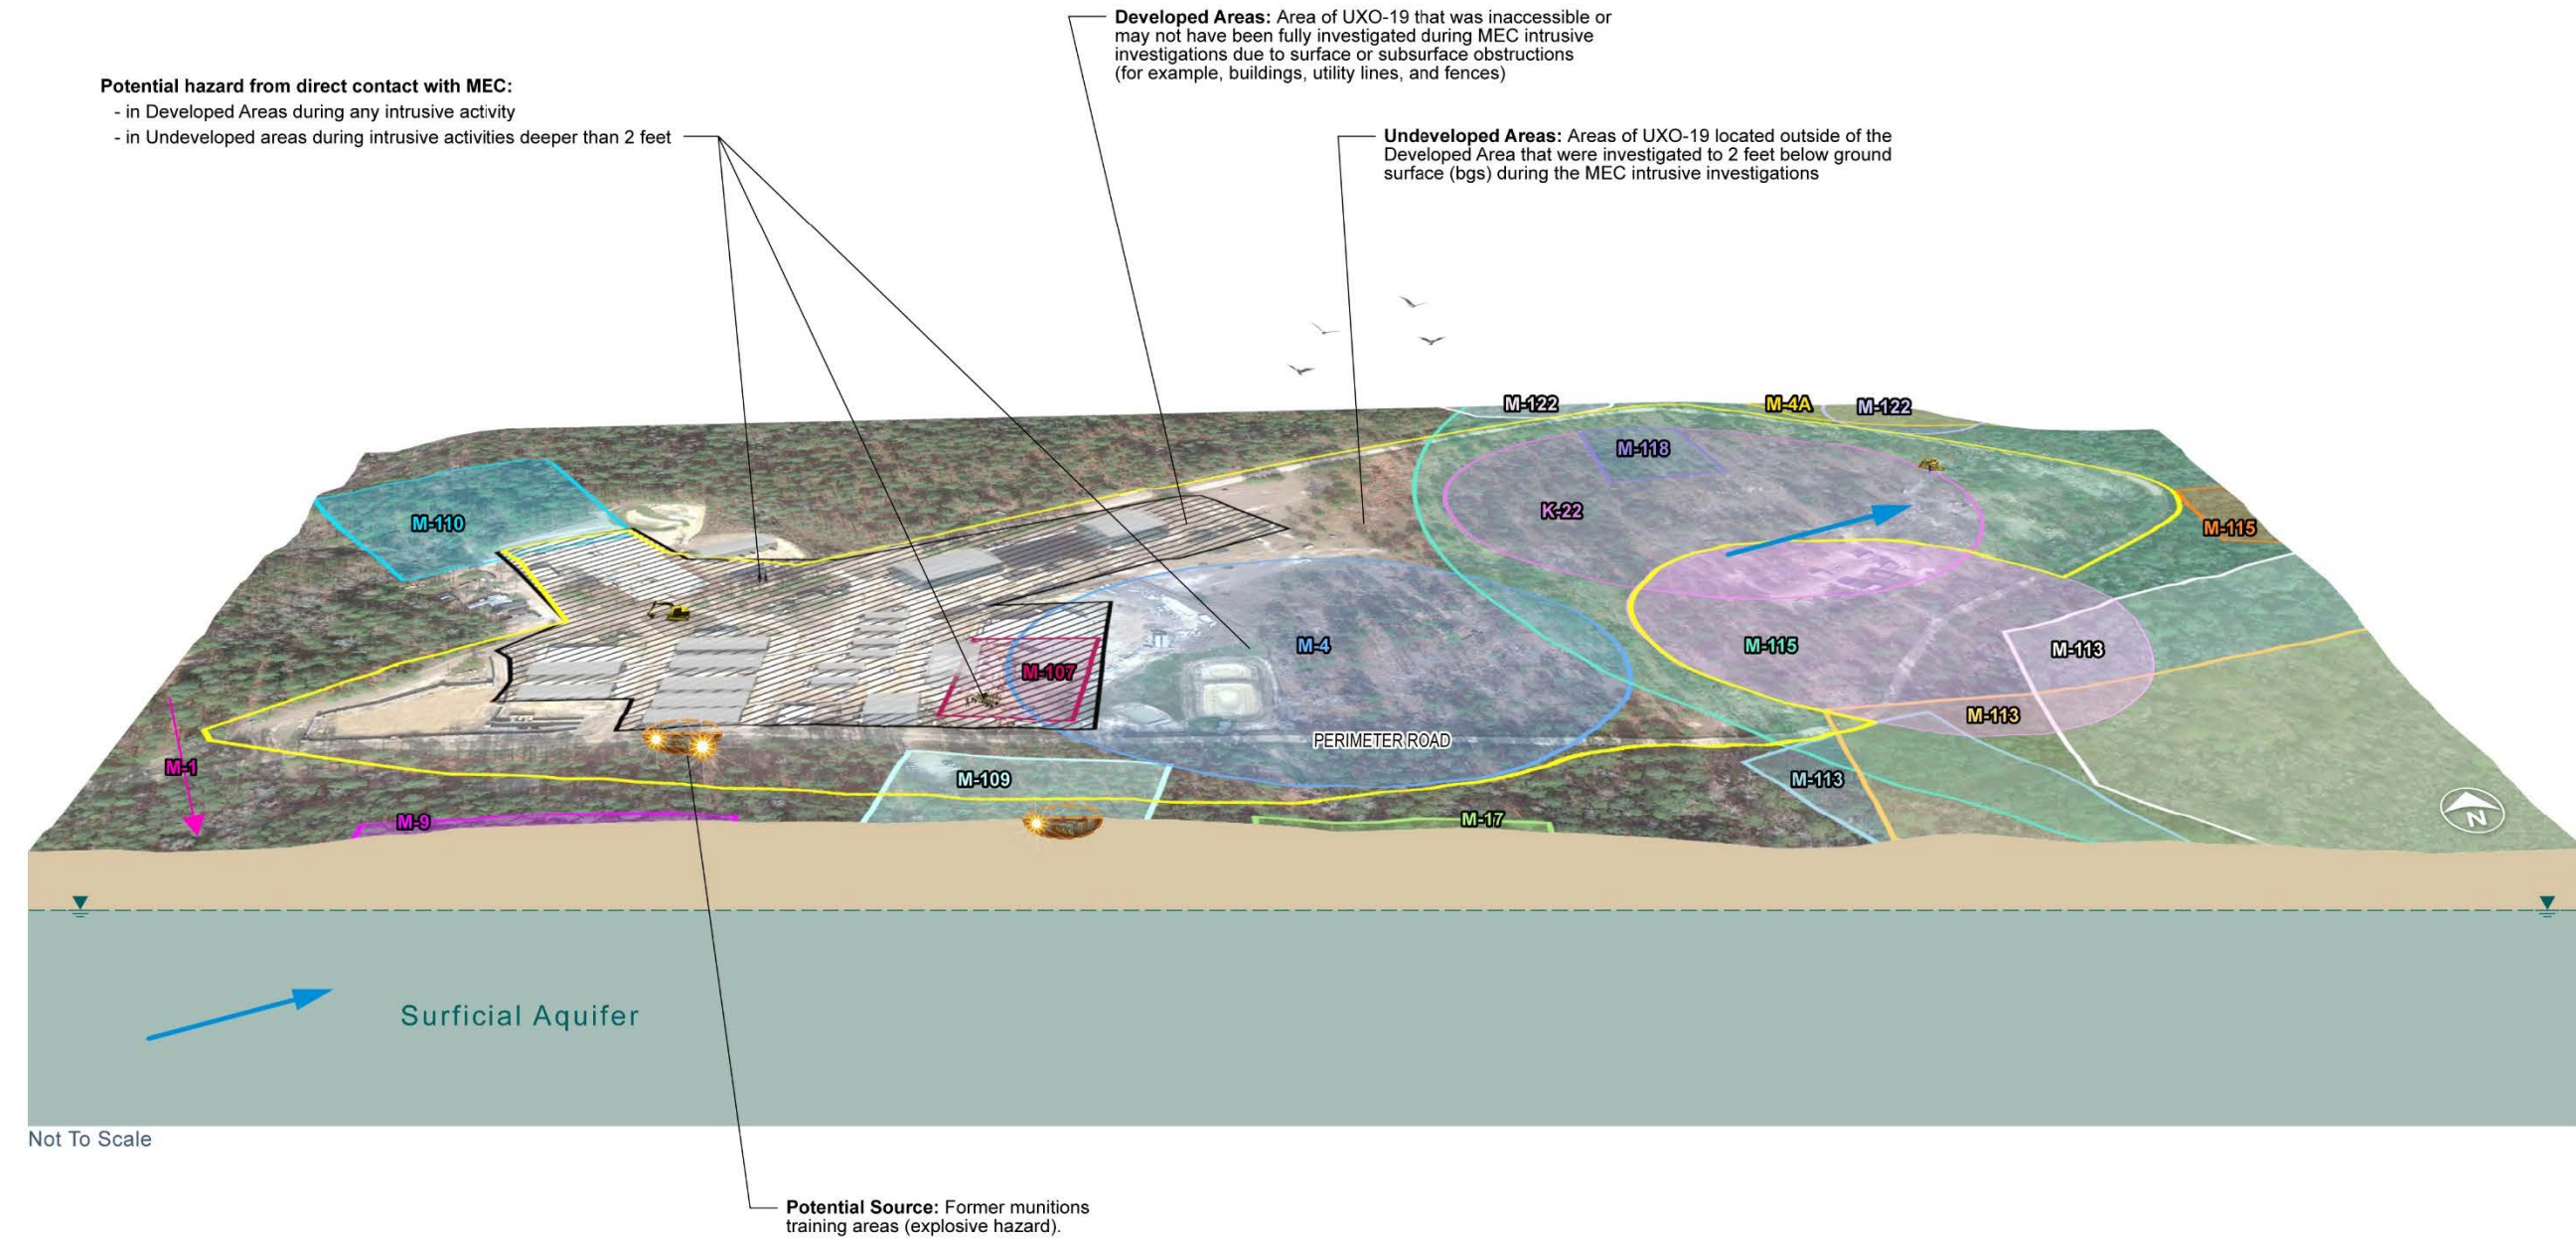 Developed Areas: Area of UXO-19 that was inaccessible or
may not have been fully investigated during MEC intrusive
investigations due to surface or subsurface obstructions
(for example, buildings, utility lines, and fences)
Potential hazard from direct contact with MEC:
- in Developed Areas during any intrusive activity
- in Undeveloped areas during intrusive activities deeper than 2 feet
Undeveloped Areas: Areas of UXO-19 located outside of the
Developed Area that were investigated to 2 feet below ground
surface (bgs) during the MEC intrusive investigations
M-122
M-4A
M-122
M-118
K-22
M-110
M-115
M-4
M-115
M-113
M-107
M-113
PERIMETER ROAD
M-1
M-109
M-113
M-9
M-17
N
Surficial Aquifer
Not To Scale
Potential Source: Former munitions
training areas (explosive hazard).